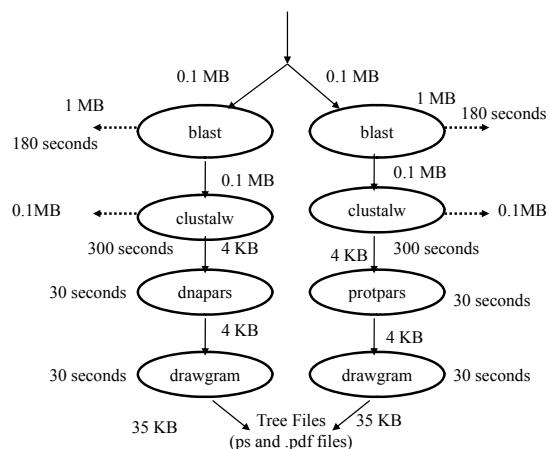 0.1 MB
0.1 MB
1 MB
1 MB
blast
blast
180 seconds
180 seconds
0.1 MB
0.1 MB
0.1MB
clustalw
clustalw
0.1MB
300 seconds
4 KB
4 KB
300 seconds
30 seconds
dnapars
protpars
30 seconds
4 KB
4 KB
30 seconds
drawgram
drawgram
30 seconds
35 KB
Tree Files
35 KB
(ps and .pdf files)